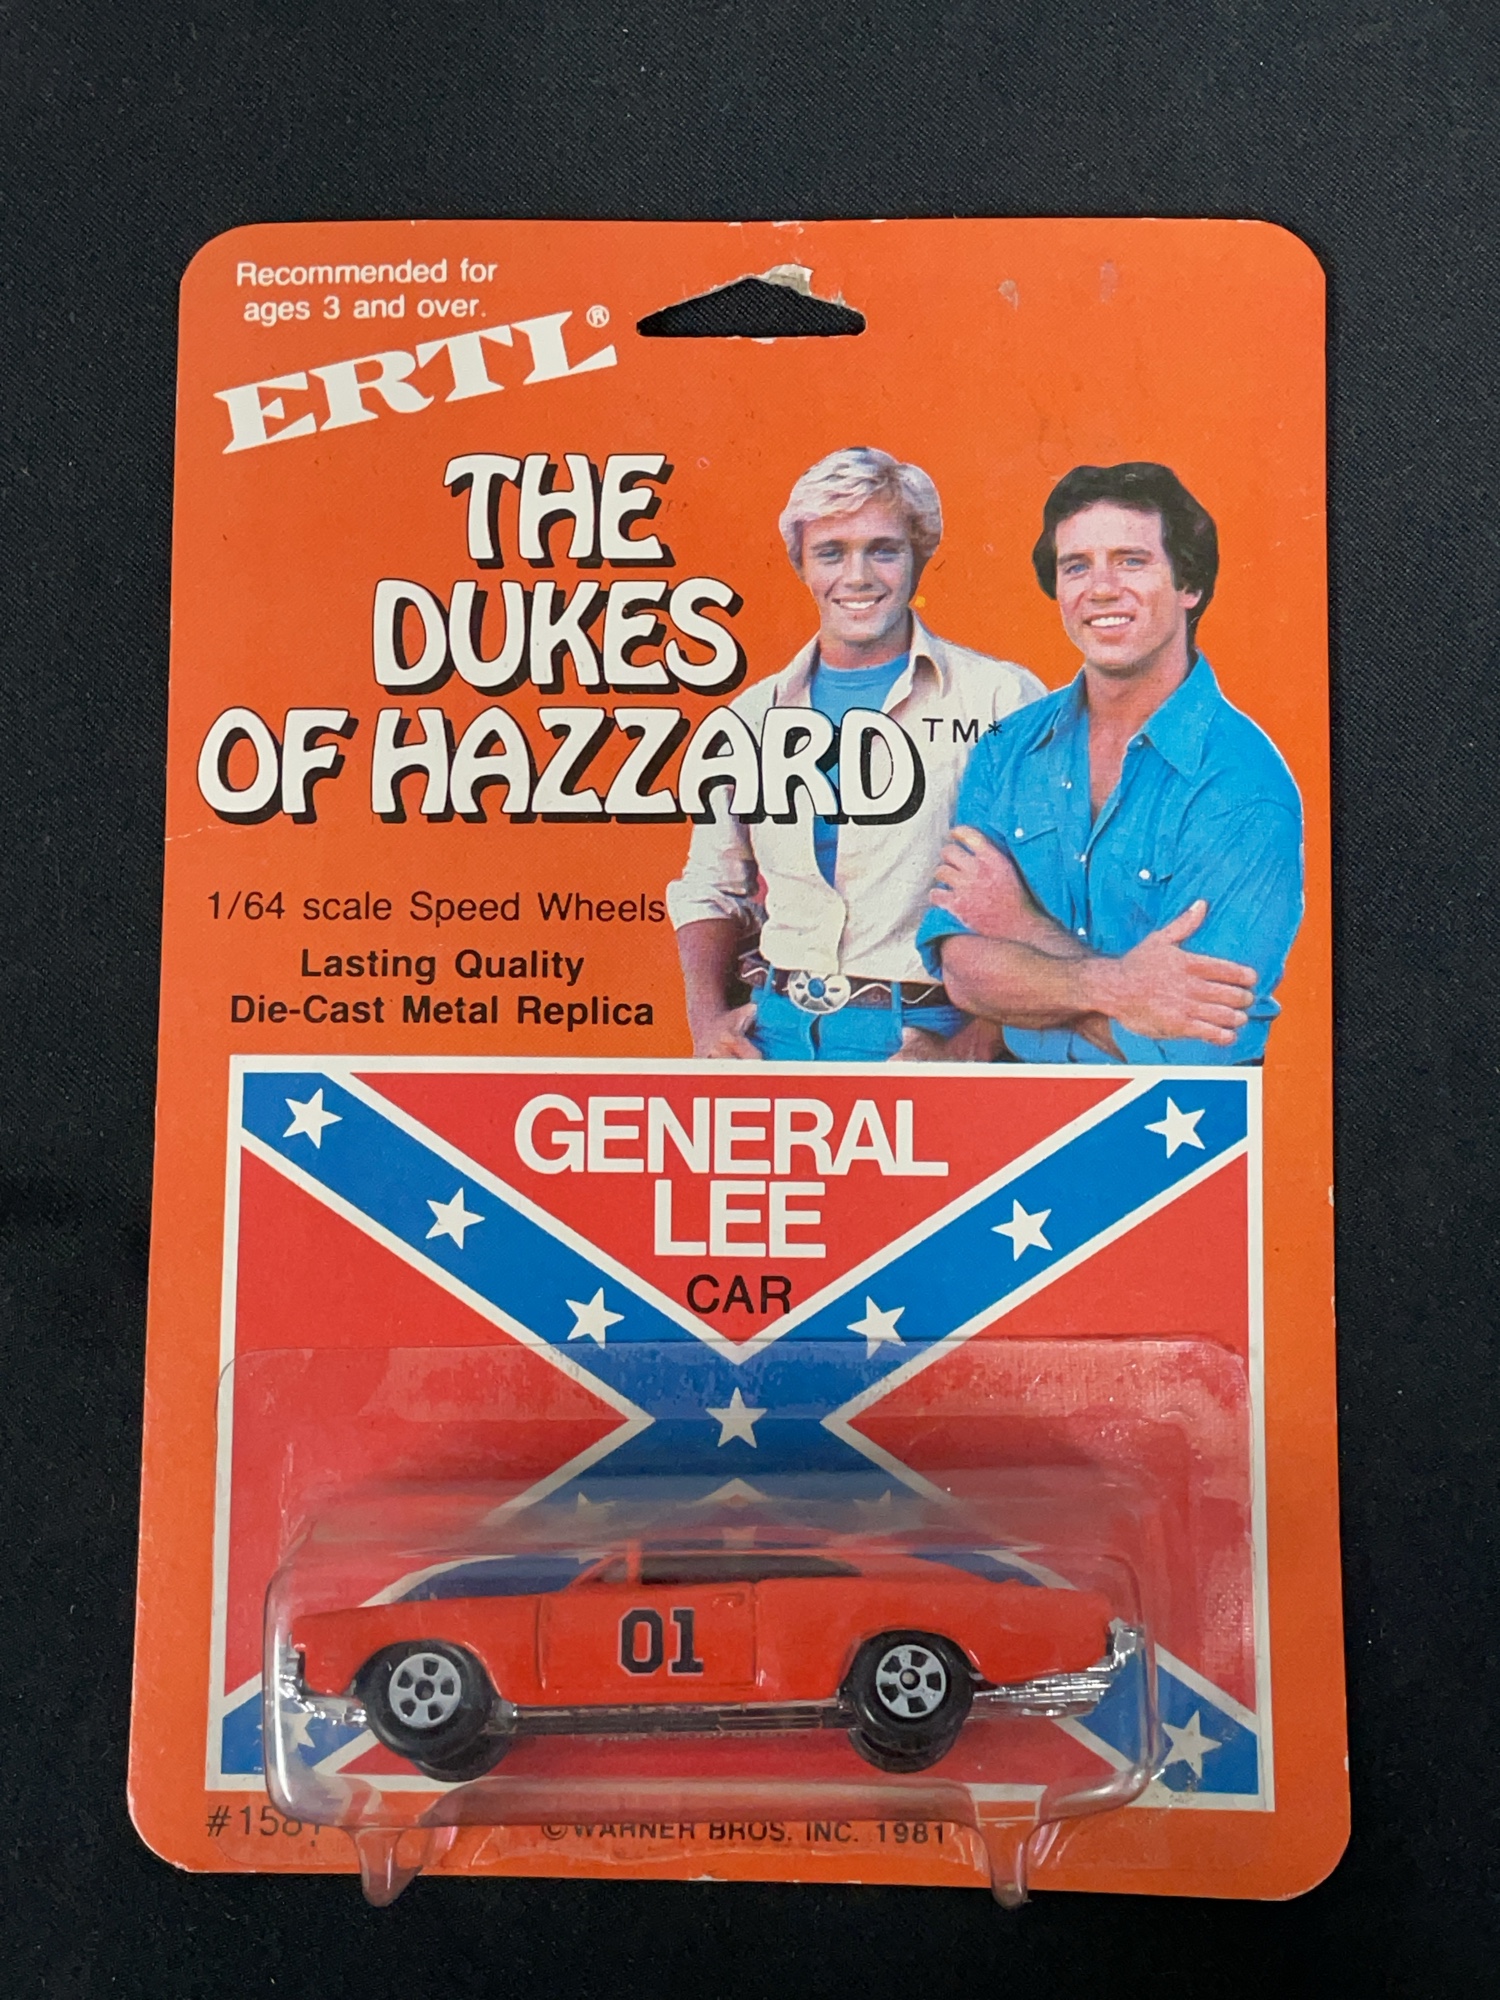 Recommended for
ages 3 and over.
ERTL®
THE
DUKES
OF HAZZARD™*
1/64 scale Speed Wheels
Lasting Quality
Die-Cast Metal Replica
GENERAL
LEE
CAR
01
©WARNER BROS. INC. 1981